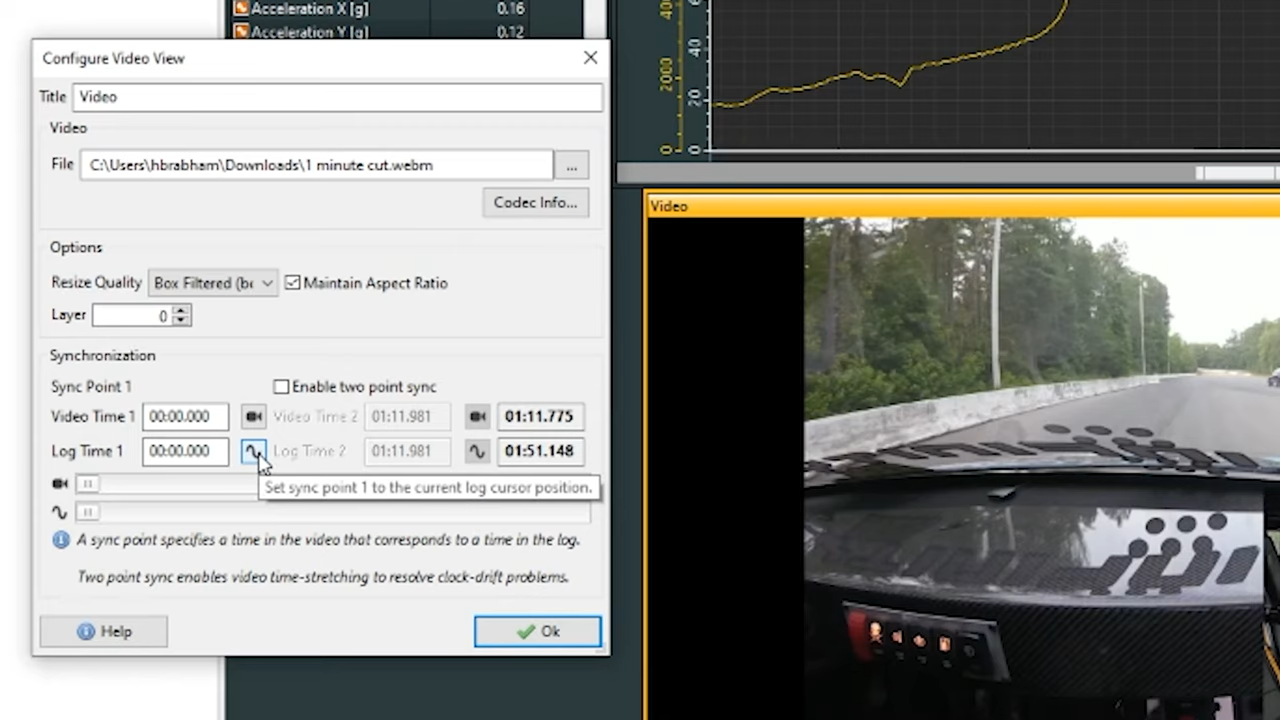 Acceleration X [g] 0.16
Acceleration Y [g] 0.12
Configure Video View
Title Video
Video
File C:\Users\hbrabham\Downloads\1 minute cut.webm ...
Codec Info...
Options
Resize Quality Box Filtered (be Maintain Aspect Ratio
Layer 0
Synchronization
Sync Point 1 Enable two point sync
Video Time 1 00:00.000 Video Time 2 01:11.981 01:11.775
Log Time 1 00:00.000 Log Time 2 01:11.981 01:51.148
Set sync point 1 to the current log cursor position.
A sync point specifies a time in the video that corresponds to a time in the log.
Two point sync enables video time-stretching to resolve clock-drift problems.
Help Ok
2000
0
40
20
0
Video